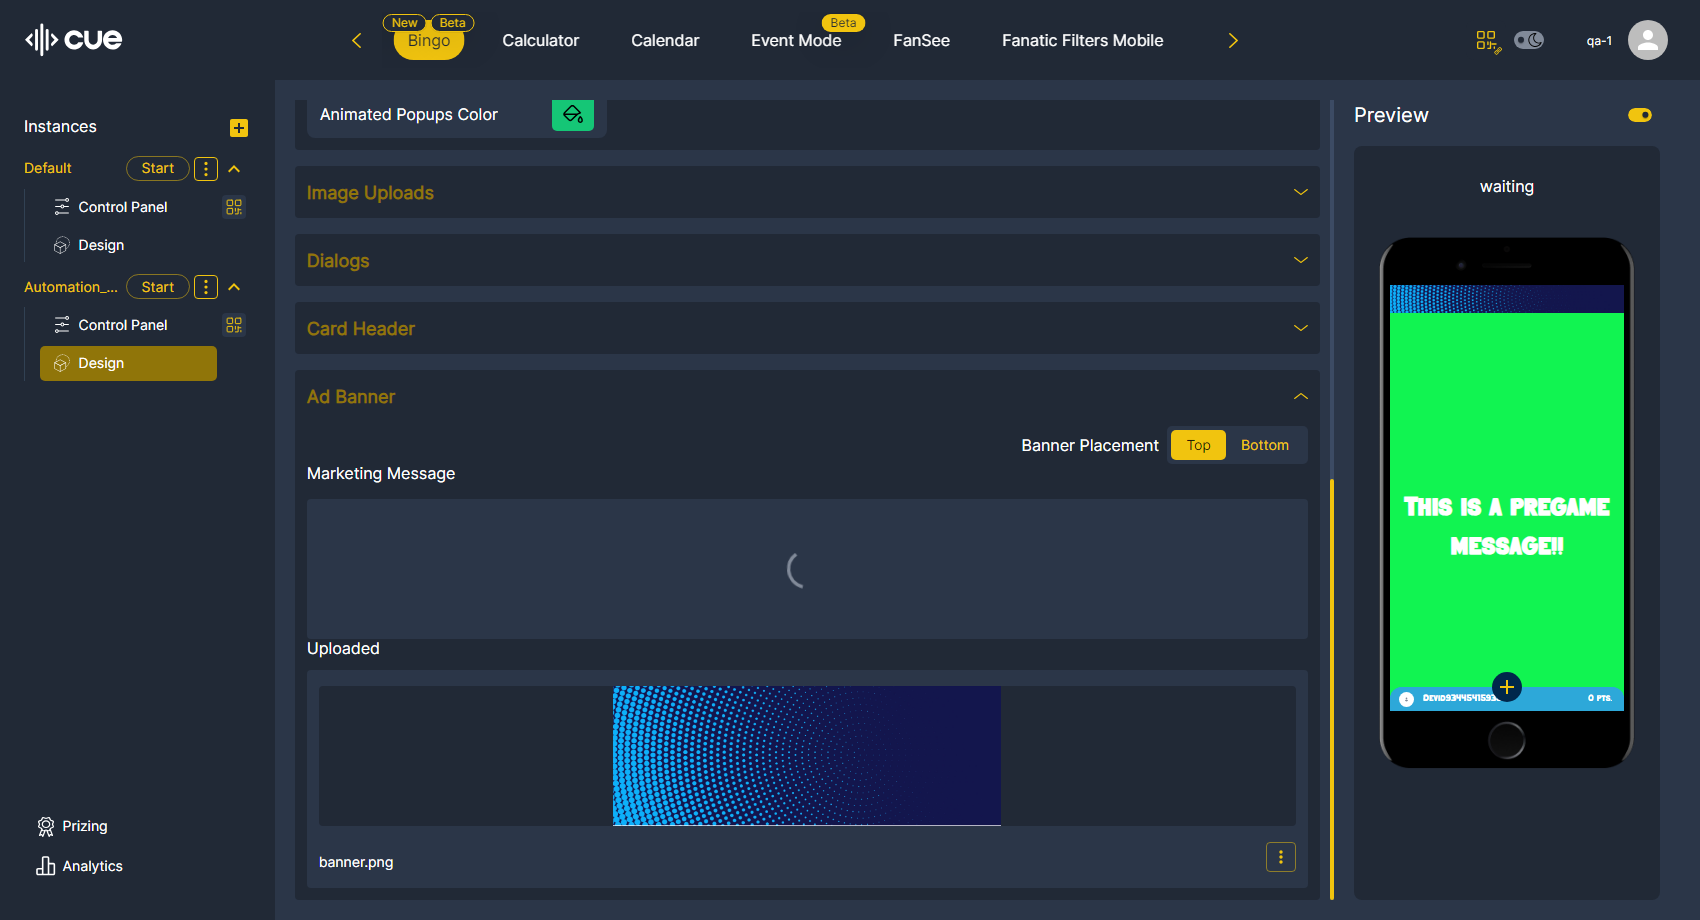 cue
New
Beta
Bingo
Calculator
Calendar
Beta
Event Mode
FanSee
Fanatic Filters Mobile
qa-1
Instances
Default
Start
Control Panel
Design
Automation_...
Start
Control Panel
Design
Prizing
Analytics
Animated Popups Color
Image Uploads
Dialogs
Card Header
Ad Banner
Banner Placement
Top
Bottom
Marketing Message
Uploaded
banner.png
Preview
waiting
This is a pregame
message!!
0 pts.